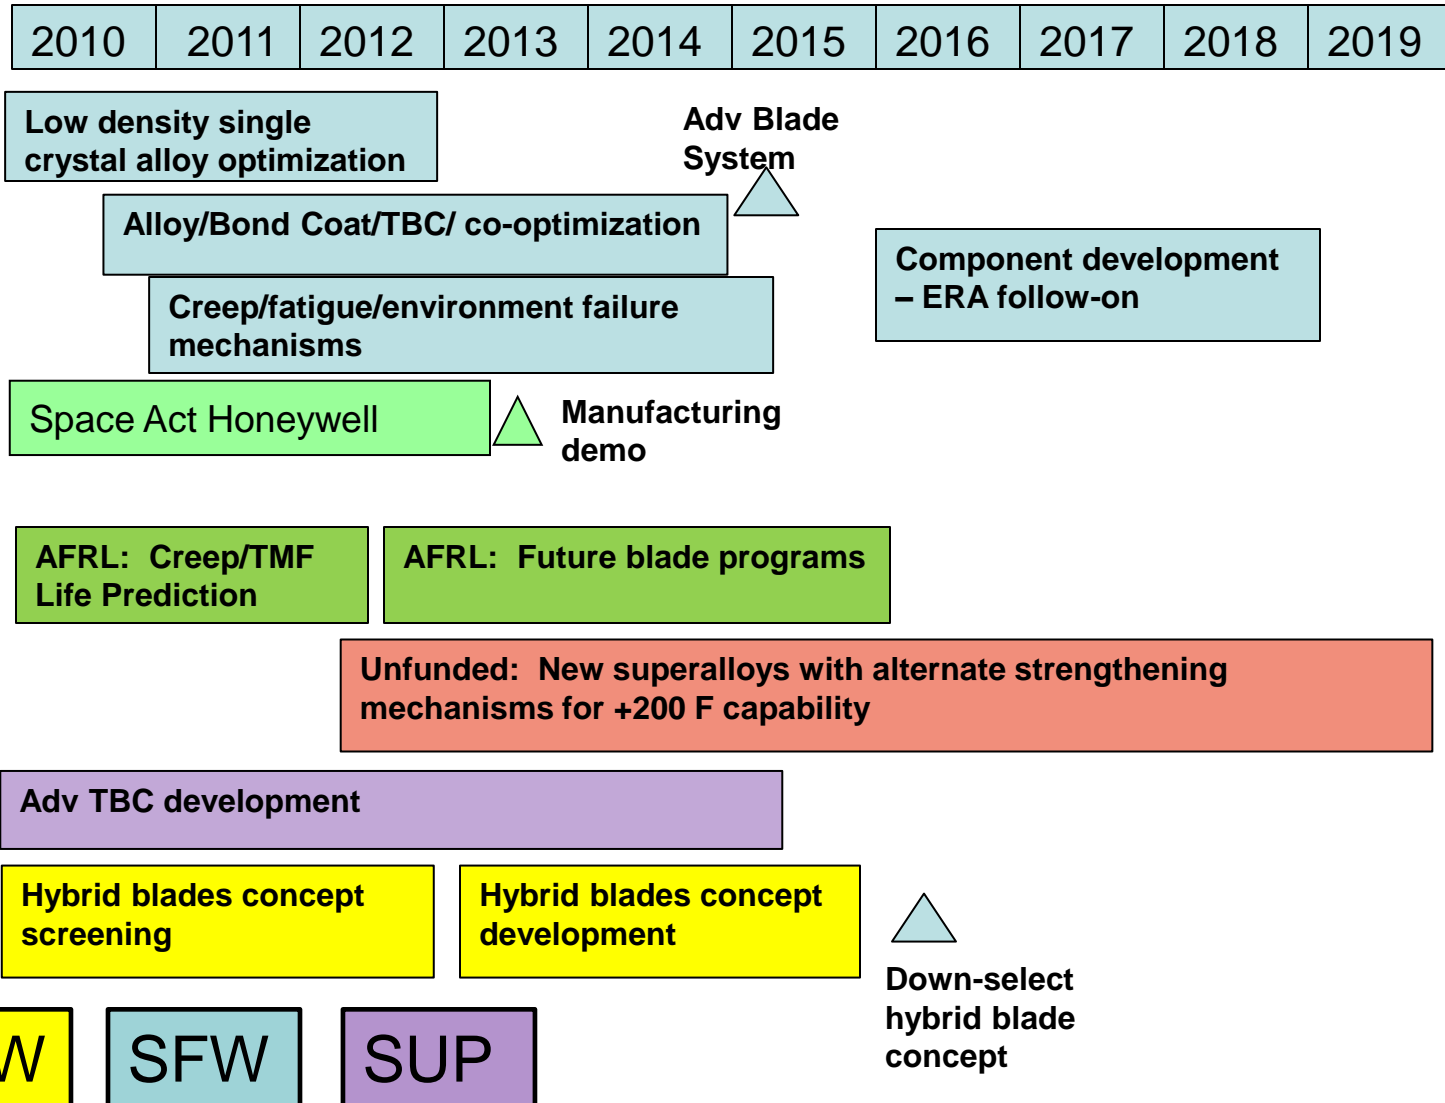 2010 2011 2012 2013 2014 2015 2016 2017 2018 2019
Low density single
crystal alloy optimization
Adv Blade
System
Alloy/Bond Coat/TBC/ co-optimization
Creep/fatigue/environment failure
mechanisms
Component development
– ERA follow-on
Space Act Honeywell
Manufacturing
demo
AFRL:  Creep/TMF
Life Prediction
AFRL:  Future blade programs
Unfunded:  New superalloys with alternate strengthening
mechanisms for +200 F capability
Adv TBC development
Hybrid blades concept
screening
Hybrid blades concept
development
Down-select
hybrid blade
concept
W
SFW
SUP